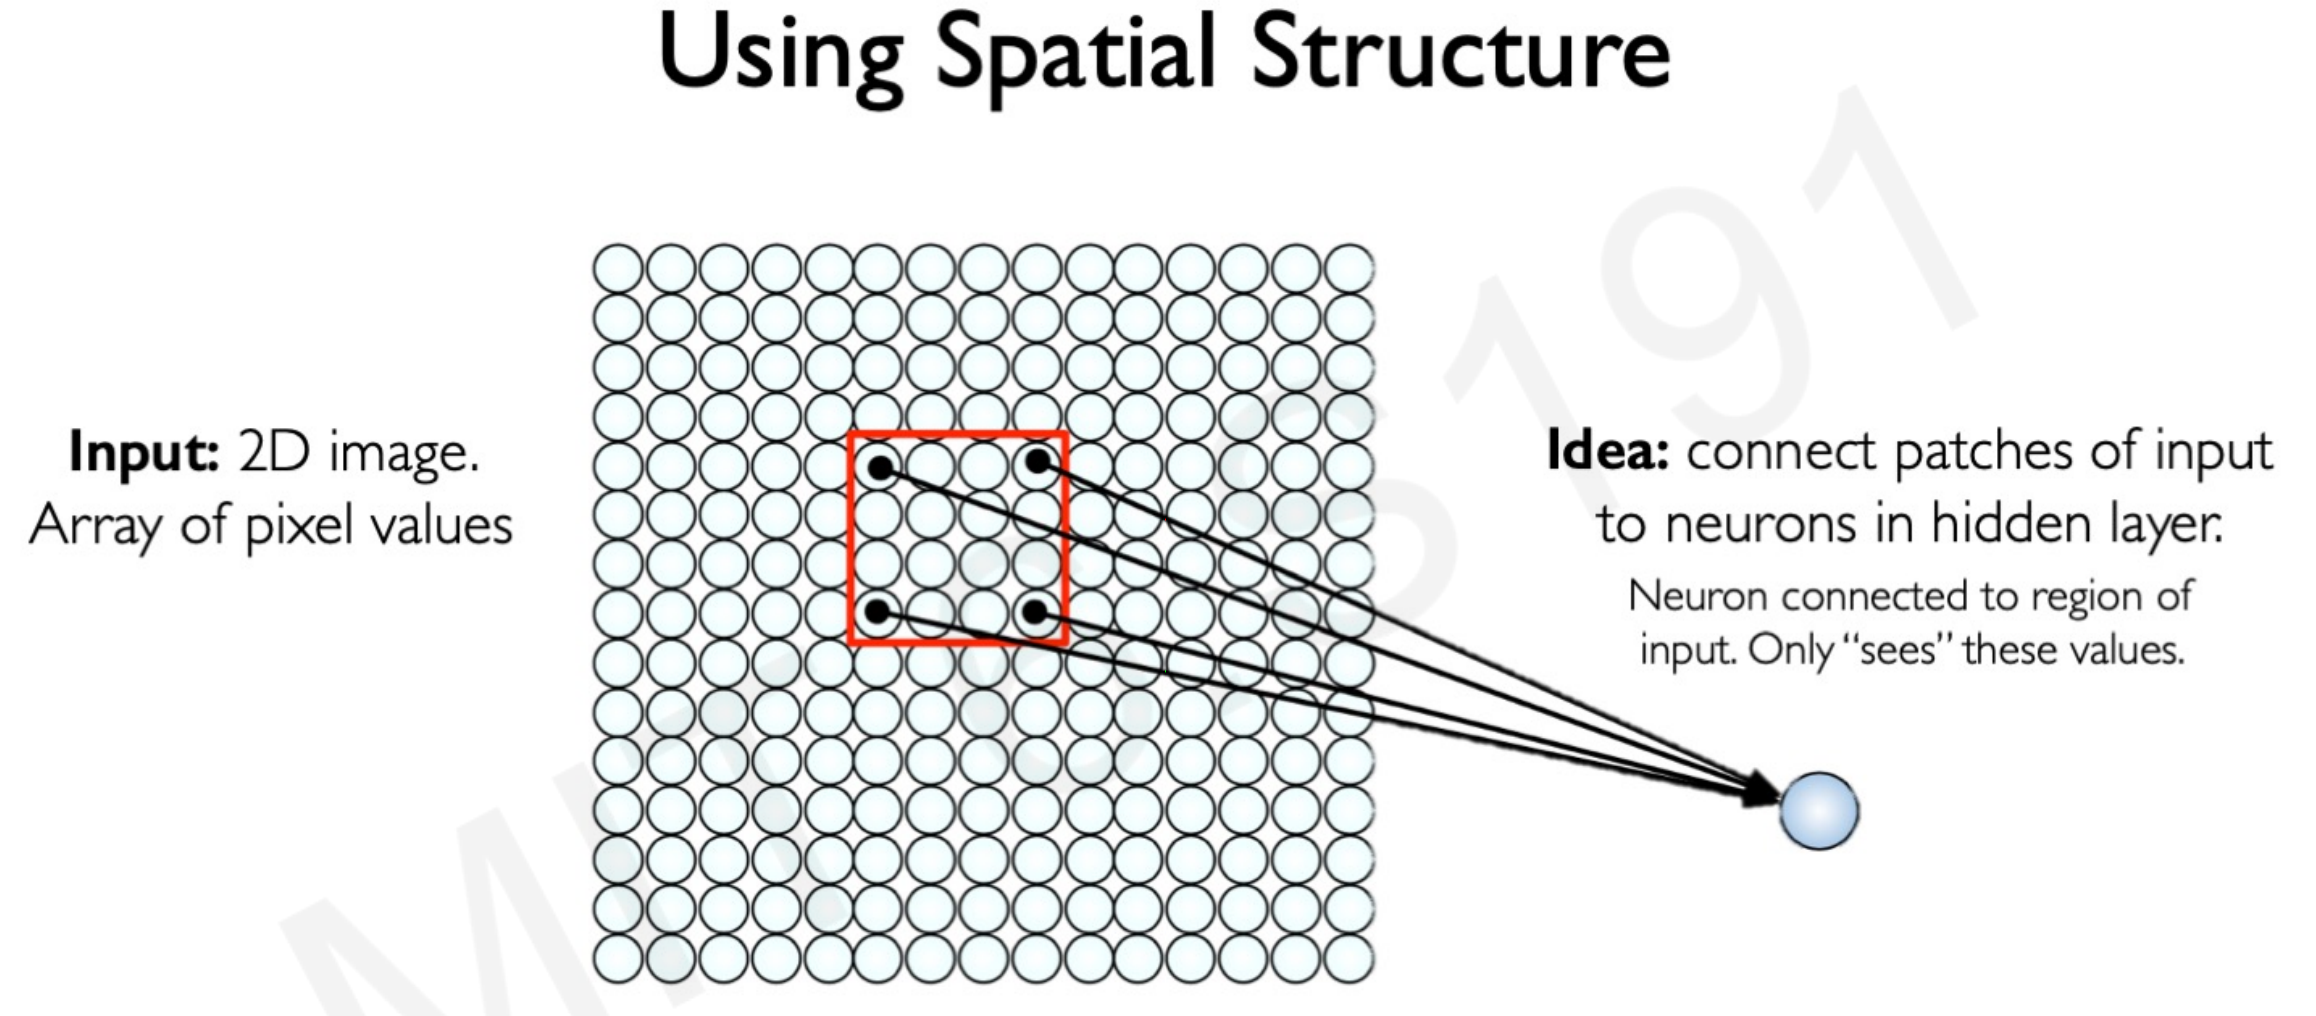 Using Spatial Structure
Input: 2D image.
Array of pixel values
Idea: connect patches of input
to neurons in hidden layer.
Neuron connected to region of
input. Only “sees” these values.
MIT 6.S191